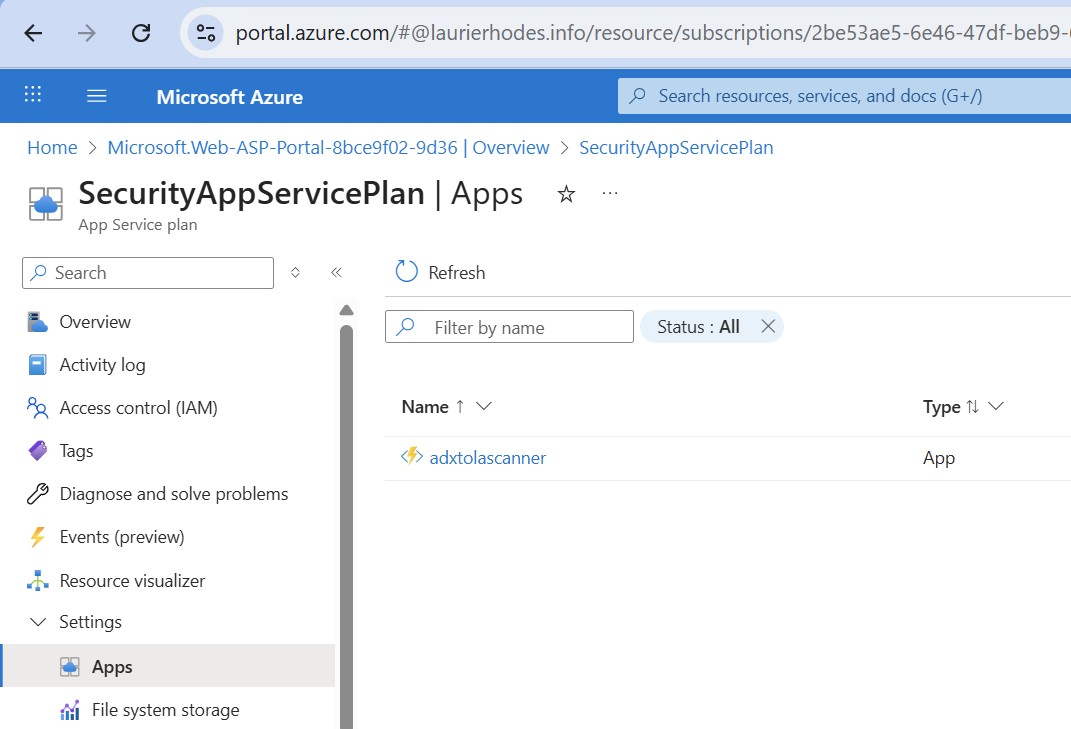 portal.azure.com/#@laurierhodes.info/resource/subscriptions/2be53ae5-6e46-47df-beb9-
Microsoft Azure
Search resources, services, and docs (G+/)
Home > Microsoft.Web-ASP-Portal-8bce9f02-9d36 | Overview > SecurityAppServicePlan
SecurityAppServicePlan | Apps
App Service plan
Search
Refresh
Overview
Filter by name
Status : All
Activity log
Name
Type
Access control (IAM)
Tags
adxtolascanner
App
Diagnose and solve problems
Events (preview)
Resource visualizer
Settings
Apps
File system storage